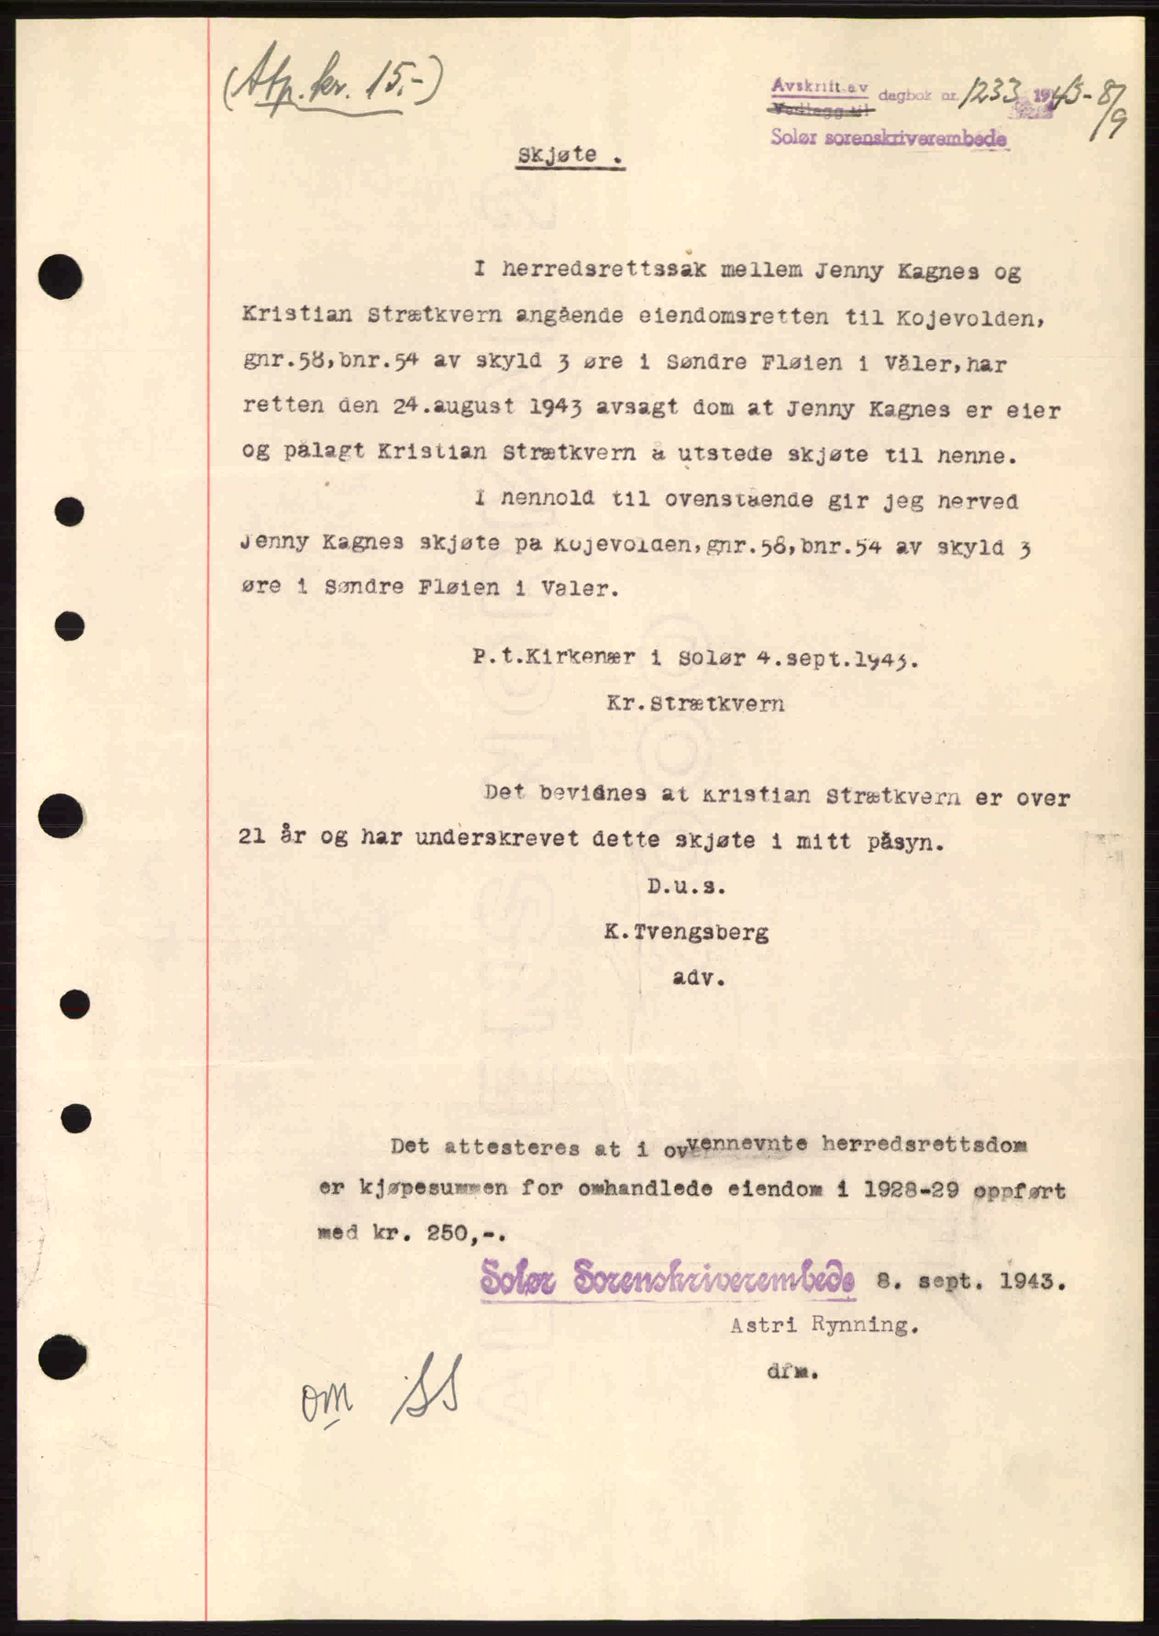 (Atp. kr. 15.-)
Avskrift av dagbok nr. 1233 1943-8/9
Vedlegg til
Solør sorenskriverembede
Skjøte .
I herredsrettssak mellem Jenny Kagnes og
Kristian Strætkvern angående eiendomsretten til Kojevolden,
gnr.58,bnr.54 av skyld 3 øre i Søndre Fløien i Våler,har
retten den 24.august 1943 avsagt dom at Jenny Kagnes er eier
og pålagt Kristian Strætkvern å utstede skjøte til henne.
I henhold til ovenstående gir jeg herved
Jenny Kagnes skjøte på Kojevolden,gnr.58,bnr.54 av skyld 3
øre i Søndre Fløien i Våler.
P.t.Kirkenær i Solør 4.sept.1943.
Kr.Strætkvern
Det bevidnes at Kristian Strætkvern er over
21 år og har underskrevet dette skjøte i mitt påsyn.
D.u.s.
K.Tvengsberg
adv.
Det attesteres at i ovennevnte herredsrettsdom
er kjøpesummen for omhandlede eiendom i 1928-29 oppført
med kr. 250,-.
Solør Sorenskriverembede 8. sept. 1943.
Astri Rynning.
dfm.
om SS